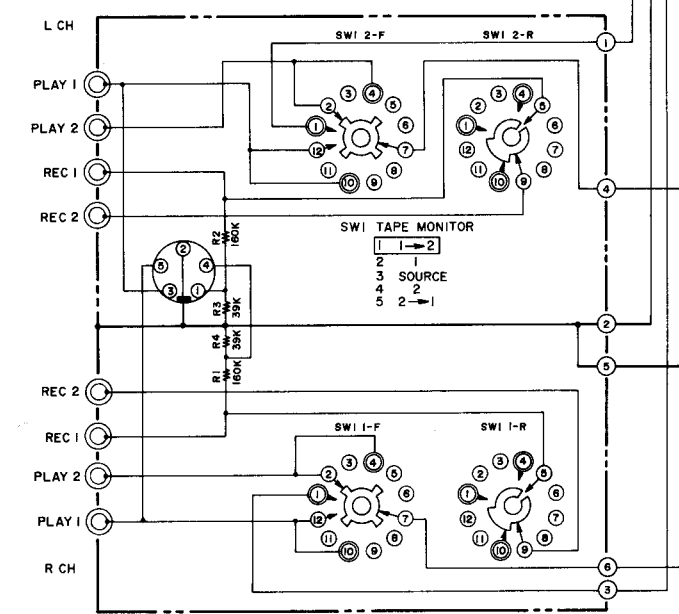 L CH
SW1 2-F
SW1 2-R
1
PLAY 1
3 4
3 4
2 5
2 5
PLAY 2
1 6
1 6
12 7
12 7
REC 1
11 8
11 8
10 9
10 9
4
REC 2
R2 160K
SW1 TAPE MONITOR
1 1→2
2 1
3 SOURCE
4 2
5 2→1
2
5 4
3 1
R3 39K
2
R4 39K
5
R1 160K
REC 2
REC 1
SW1 1-F
SW1 1-R
3 4
3 4
PLAY 2
2 5
2 5
1 6
1 6
PLAY 1
12 7
12 7
11 8
11 8
10 9
10 9
R CH
6
3